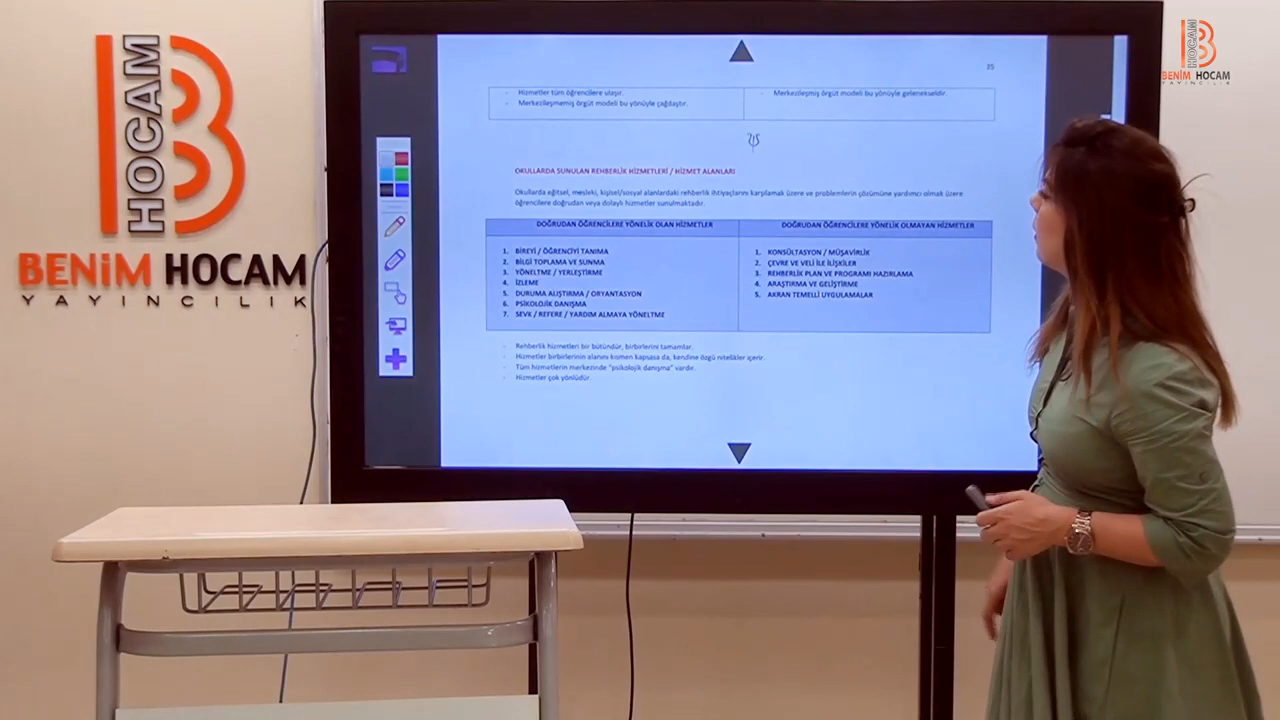 HOCAM
BENiM HOCAM
YAYINCILIK
35
- Hizmetler tüm öğrencilere ulaşır.
- Merkezileşmemiş örgüt modeli bu yönüyle çağdaştır.
- Merkezileşmiş örgüt modeli bu yönüyle gelenekseldir.
OKULLARDA SUNULAN REHBERLİK HİZMETLERİ / HİZMET ALANLARI
Okullarda eğitsel, mesleki, kişisel/sosyal alanlardaki rehberlik ihtiyaçlarını karşılamak üzere ve problemlerin çözümüne yardımcı olmak üzere
öğrencilere doğrudan veya dolaylı hizmetler sunulmaktadır.
DOĞRUDAN ÖĞRENCİLERE YÖNELİK OLAN HİZMETLER
1. BİREYİ / ÖĞRENCİYİ TANIMA
2. BİLGİ TOPLAMA VE SUNMA
3. YÖNELTME / YERLEŞTİRME
4. İZLEME
5. DURUMA ALIŞTIRMA / ORYANTASYON
6. PSİKOLOJİK DANIŞMA
7. SEVK / REFERE / YARDIM ALMAYA YÖNELTME
DOĞRUDAN ÖĞRENCİLERE YÖNELİK OLMAYAN HİZMETLER
1. KONSÜLTASYON / MÜŞAVİRLİK
2. ÇEVRE VE VELİ İLE İLİŞKİLER
3. REHBERLİK PLAN VE PROGRAMI HAZIRLAMA
4. ARAŞTIRMA VE GELİŞTİRME
5. AKRAN TEMELLİ UYGULAMALAR
- Rehberlik hizmetleri bir bütündür, birbirlerini tamamlar.
- Hizmetler birbirlerinin alanını kısmen kapsasa da, kendine özgü nitelikler içerir.
- Tüm hizmetlerin merkezinde "psikolojik danışma" vardır.
- Hizmetler çok yönlüdür.
HOCAM
BENİM HOCAM
YAYINCILIK